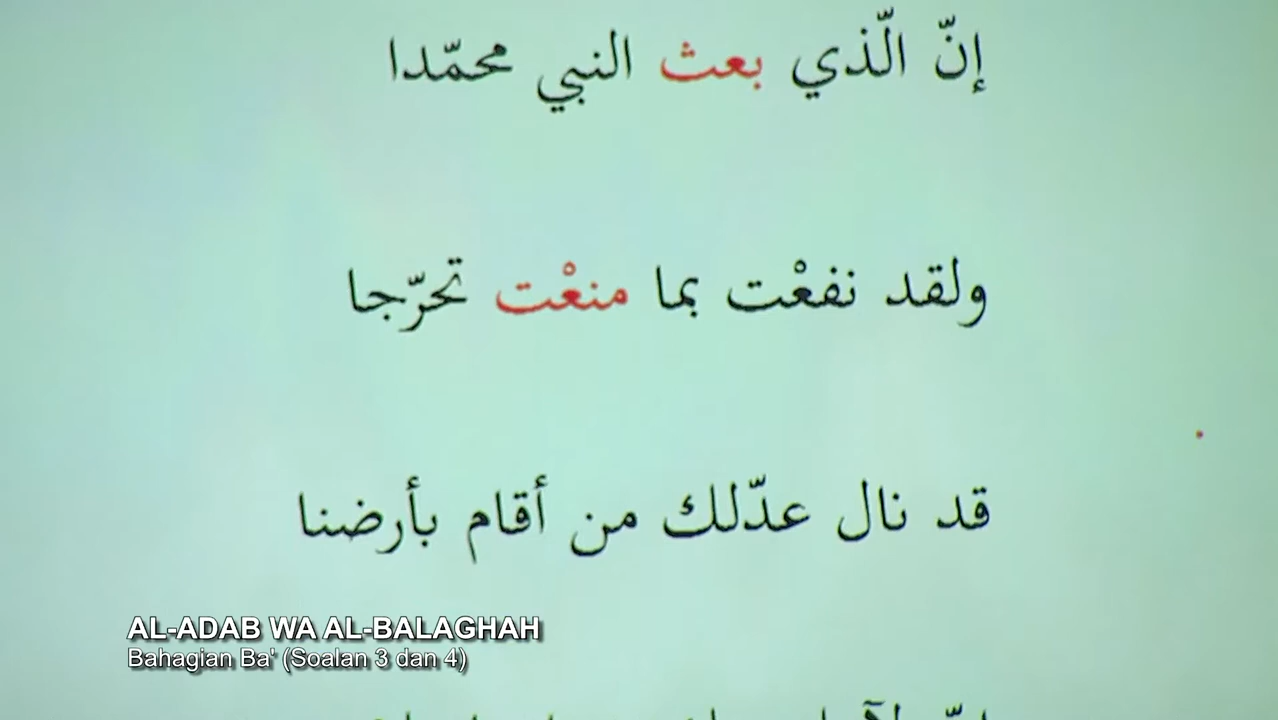 إنّ الّذي بعث النبي محمّدا
ولقد نفعْت بما منعْت تحرّجا
قد نال عدّلك من أقام بأرضنا
AL-ADAB WA AL-BALAGHAH
Bahagian Ba' (Soalan 3 dan 4)